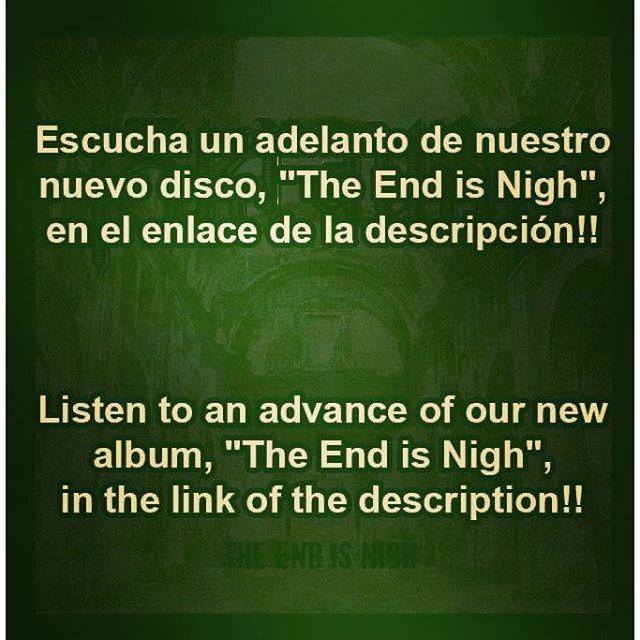 Escucha un adelanto de nuestro
nuevo disco, "The End is Nigh",
en el enlace de la descripción!!
Listen to an advance of our new
album, "The End is Nigh",
in the link of the description!!
THE END IS NIGH